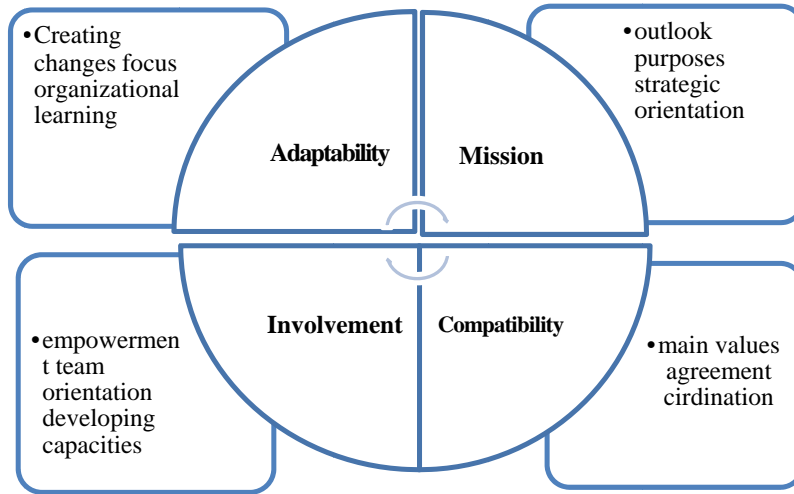 •Creating
changes focus
organizational
learning
•outlook
purposes
strategic
orientation
Adaptability
Mission
Involvement
Compatibility
•empowermen
t team
orientation
developing
capacities
•main values
agreement
cirdination